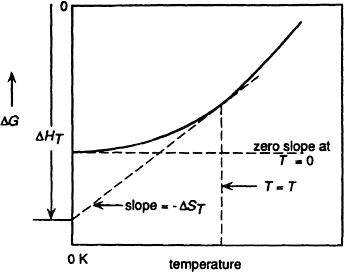 0
ΔG
ΔH_T
zero slope at
T = 0
T = T
slope = -ΔS_T
0 K
temperature